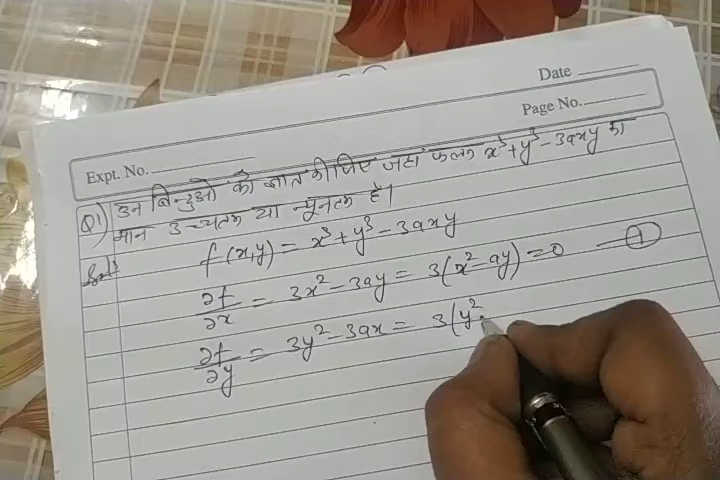 Date
Page No.
Expt. No.
Q1) उन बिन्दुओ को ज्ञात कीजिए जहां फलन x³+y³-3axy का
मान उच्चतम या न्यूनतम है।
Solⁿ f(x,y) = x³+y³-3axy
∂f/∂x = 3x²-3ay = 3(x²-ay)=0 —①
∂f/∂y = 3y²-3ax = 3(y²